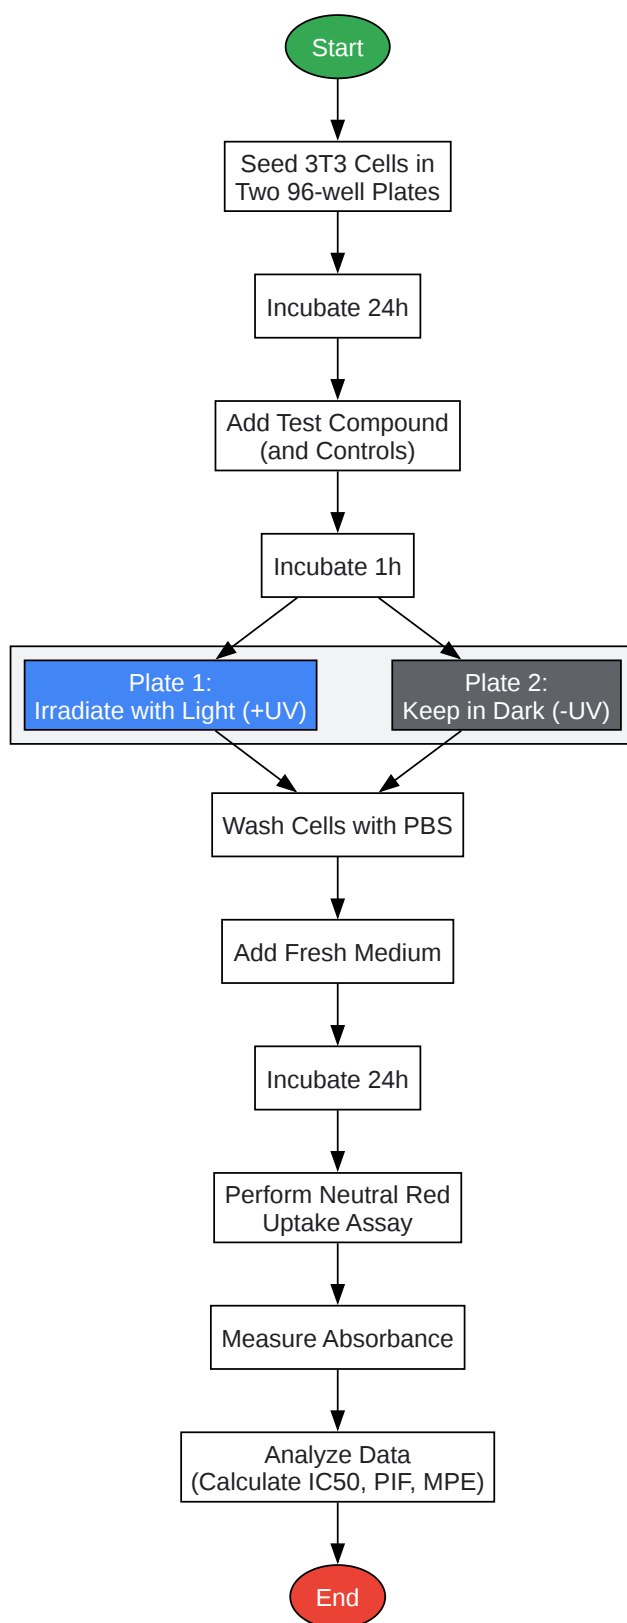 Start
Seed 3T3 Cells in
Two 96-well Plates
Incubate 24h
Add Test Compound
(and Controls)
Incubate 1h
Plate 1:
Irradiate with Light (+UV)
Plate 2:
Keep in Dark (-UV)
Wash Cells with PBS
Add Fresh Medium
Incubate 24h
Perform Neutral Red
Uptake Assay
Measure Absorbance
Analyze Data
(Calculate IC50, PIF, MPE)
End